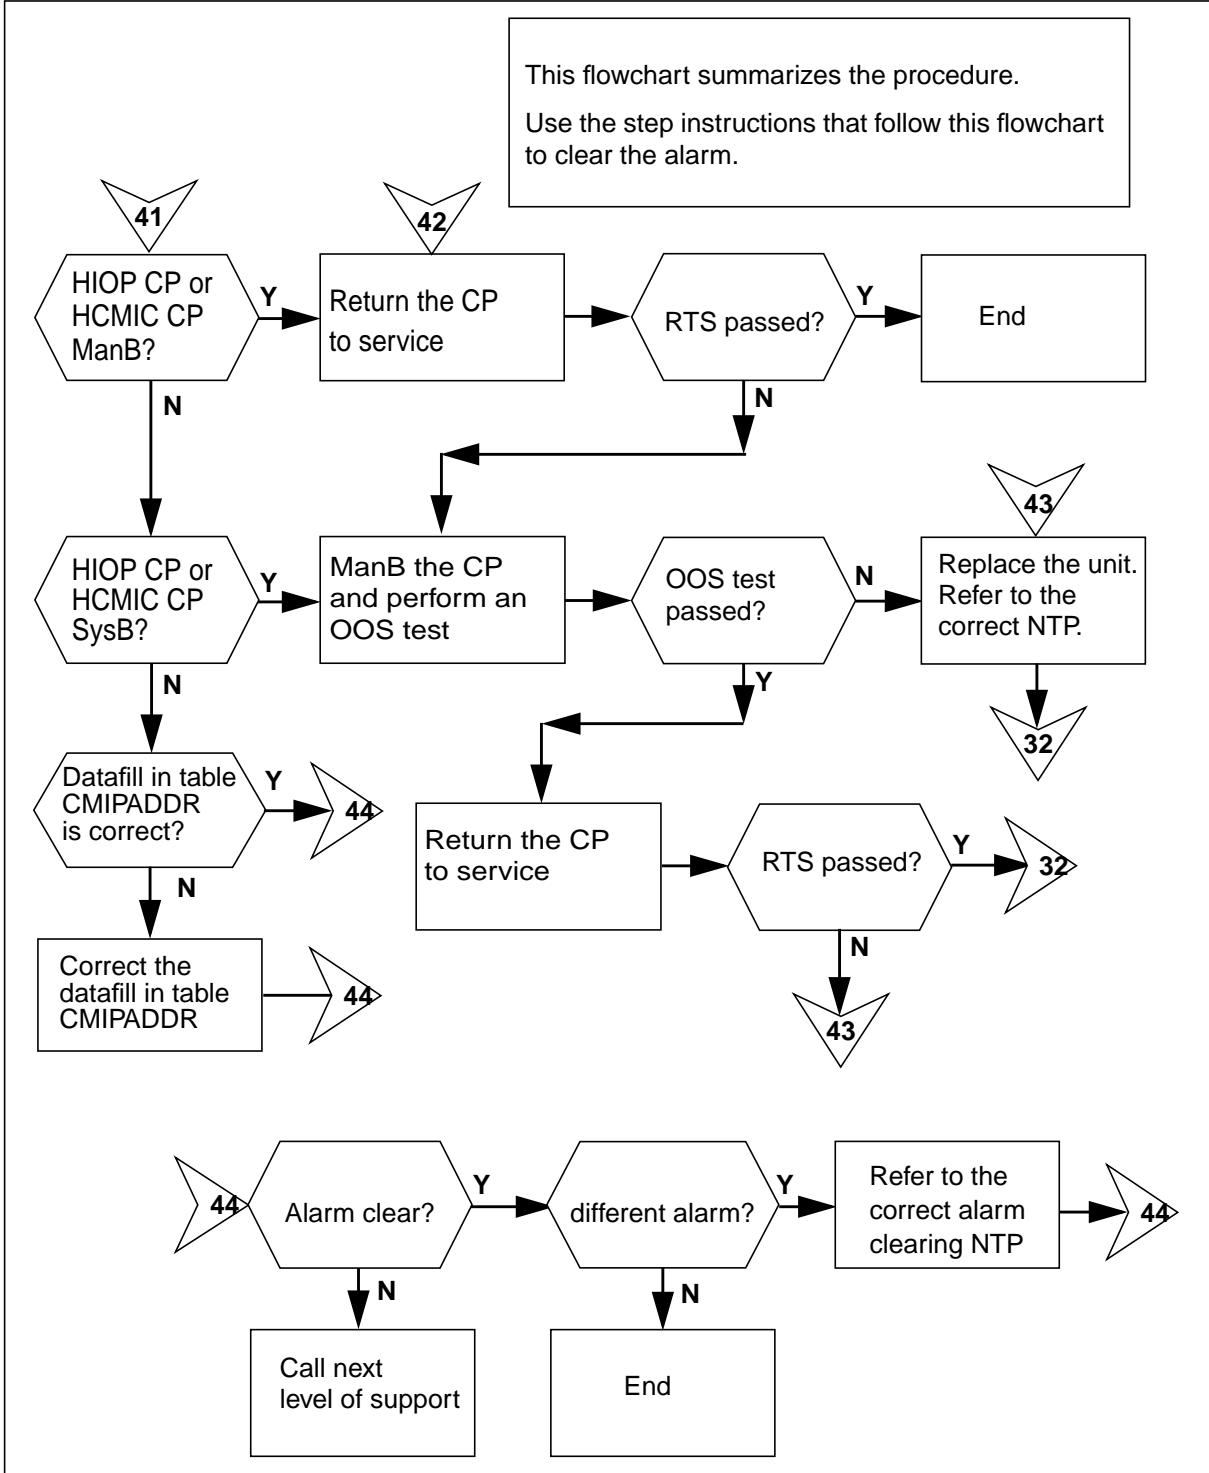 This flowchart summarizes the procedure.
Use the step instructions that follow this flowchart
to clear the alarm.
41
42
HIOP CP or
HCMIC CP
ManB?
Y
Return the CP
to service
RTS passed?
Y
End
N
N
43
HIOP CP or
HCMIC CP
SysB?
Y
ManB the CP
and perform an
OOS test
OOS test
passed?
N
Replace the unit.
Refer to the
correct NTP.
N
Y
32
Datafill in table
CMIPADDR
is correct?
Y
44
Return the CP
to service
RTS passed?
Y
32
N
N
Correct the
datafill in table
CMIPADDR
44
43
44
Alarm clear?
Y
different alarm?
Y
Refer to the
correct alarm
clearing NTP
44
N
N
Call next
level of support
End